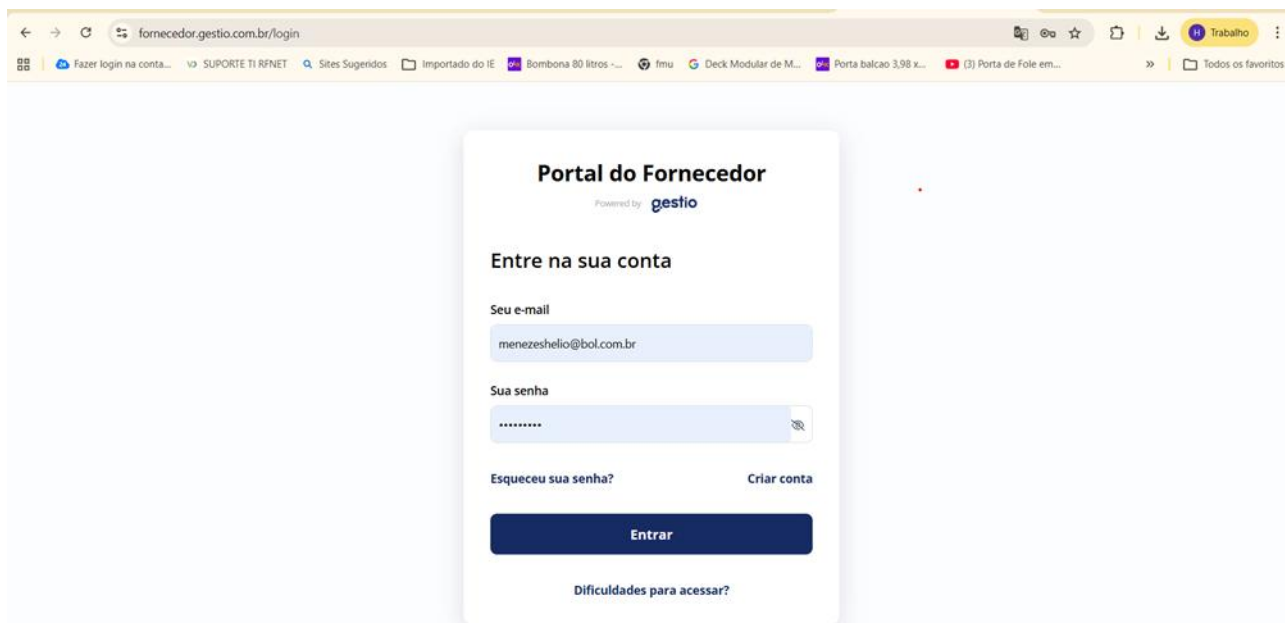 fornecedor.gestio.com.br/login
H Trabalho
Fazer login na conta... SUPORTE TI RFNET Sites Sugeridos Importado do IE Bombona 80 litros -... fmu Deck Modular de M... Porta balcao 3,98 x... (3) Porta de Fole em... » Todos os favoritos
Portal do Fornecedor
Powered by gestio
Entre na sua conta
Seu e-mail
menezeshelio@bol.com.br
Sua senha
•••••••••
Esqueceu sua senha? Criar conta
Entrar
Dificuldades para acessar?